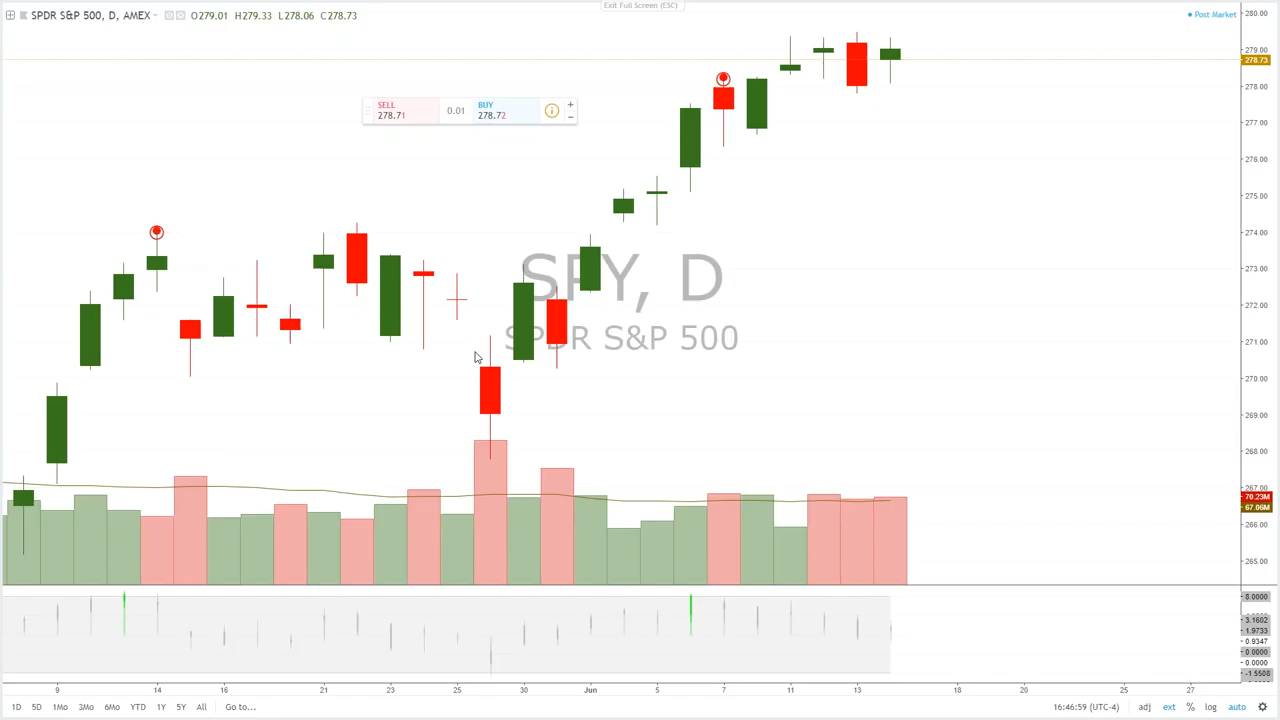 Exit Full Screen (ESC)
SPDR S&P 500, D, AMEX O279.01 H279.33 L278.06 C278.73
Post Market
280.00
279.00
278.73
278.00
277.00
276.00
275.00
274.00
273.00
272.00
271.00
270.00
269.00
268.00
267.00
70.23M
67.06M
266.00
265.00
SELL
278.71
0.01
BUY
278.72
+
−
SPY, D
SPDR S&P 500
8.0000
3.1602
1.9733
0.9347
0.0000
0.0000
-1.5508
9 14 16 21 23 25 30 Jun 5 7 11 13 18 20 25 27
1D 5D 1Mo 3Mo 6Mo YTD 1Y 5Y All Go to... 16:46:59 (UTC-4) adj ext % log auto